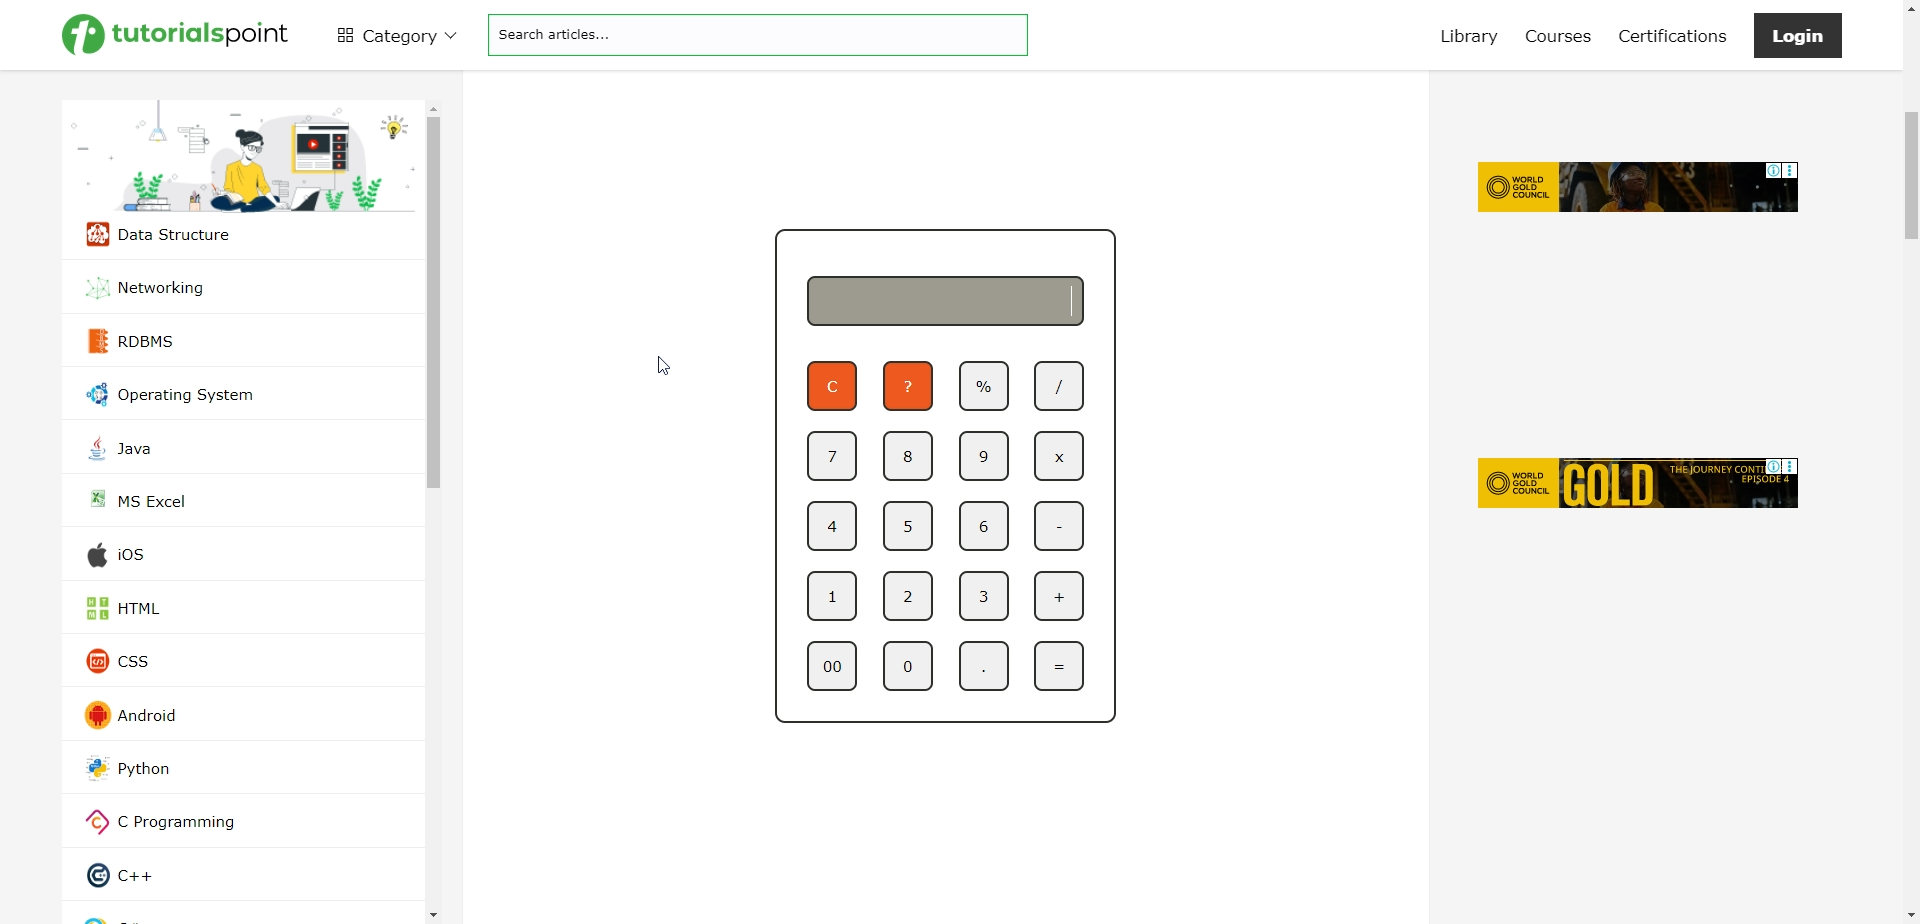 tutorialspoint
Category
Search articles...
Library
Courses
Certifications
Login
Data Structure
Networking
RDBMS
Operating System
Java
MS Excel
iOS
HTML
CSS
Android
Python
C Programming
C++
C ? % /
7 8 9 x
4 5 6 -
1 2 3 +
00 0 . =
WORLD
GOLD
COUNCIL
WORLD
GOLD
COUNCIL
GOLD
THE JOURNEY CONTI
EPISODE 4